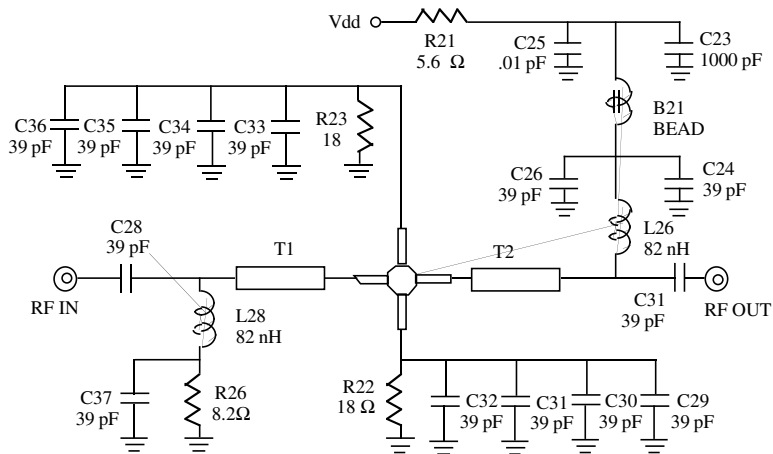 Vdd
R21
5.6 Ω
C25
.01 pF
C23
1000 pF
B21
BEAD
C36
39 pF
C35
39 pF
C34
39 pF
C33
39 pF
R23
18
C26
39 pF
C24
39 pF
C28
39 pF
T1
T2
L26
82 nH
RF IN
L28
82 nH
C31
39 pF
RF OUT
C37
39 pF
R26
8.2Ω
R22
18 Ω
C32
39 pF
C31
39 pF
C30
39 pF
C29
39 pF